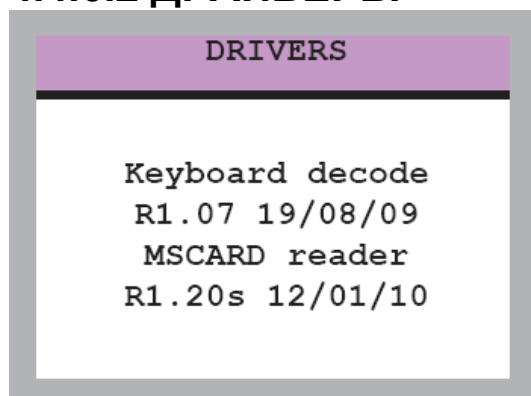 DRIVERS
Keyboard decode
R1.07 19/08/09
MSCARD reader
R1.20s 12/01/10